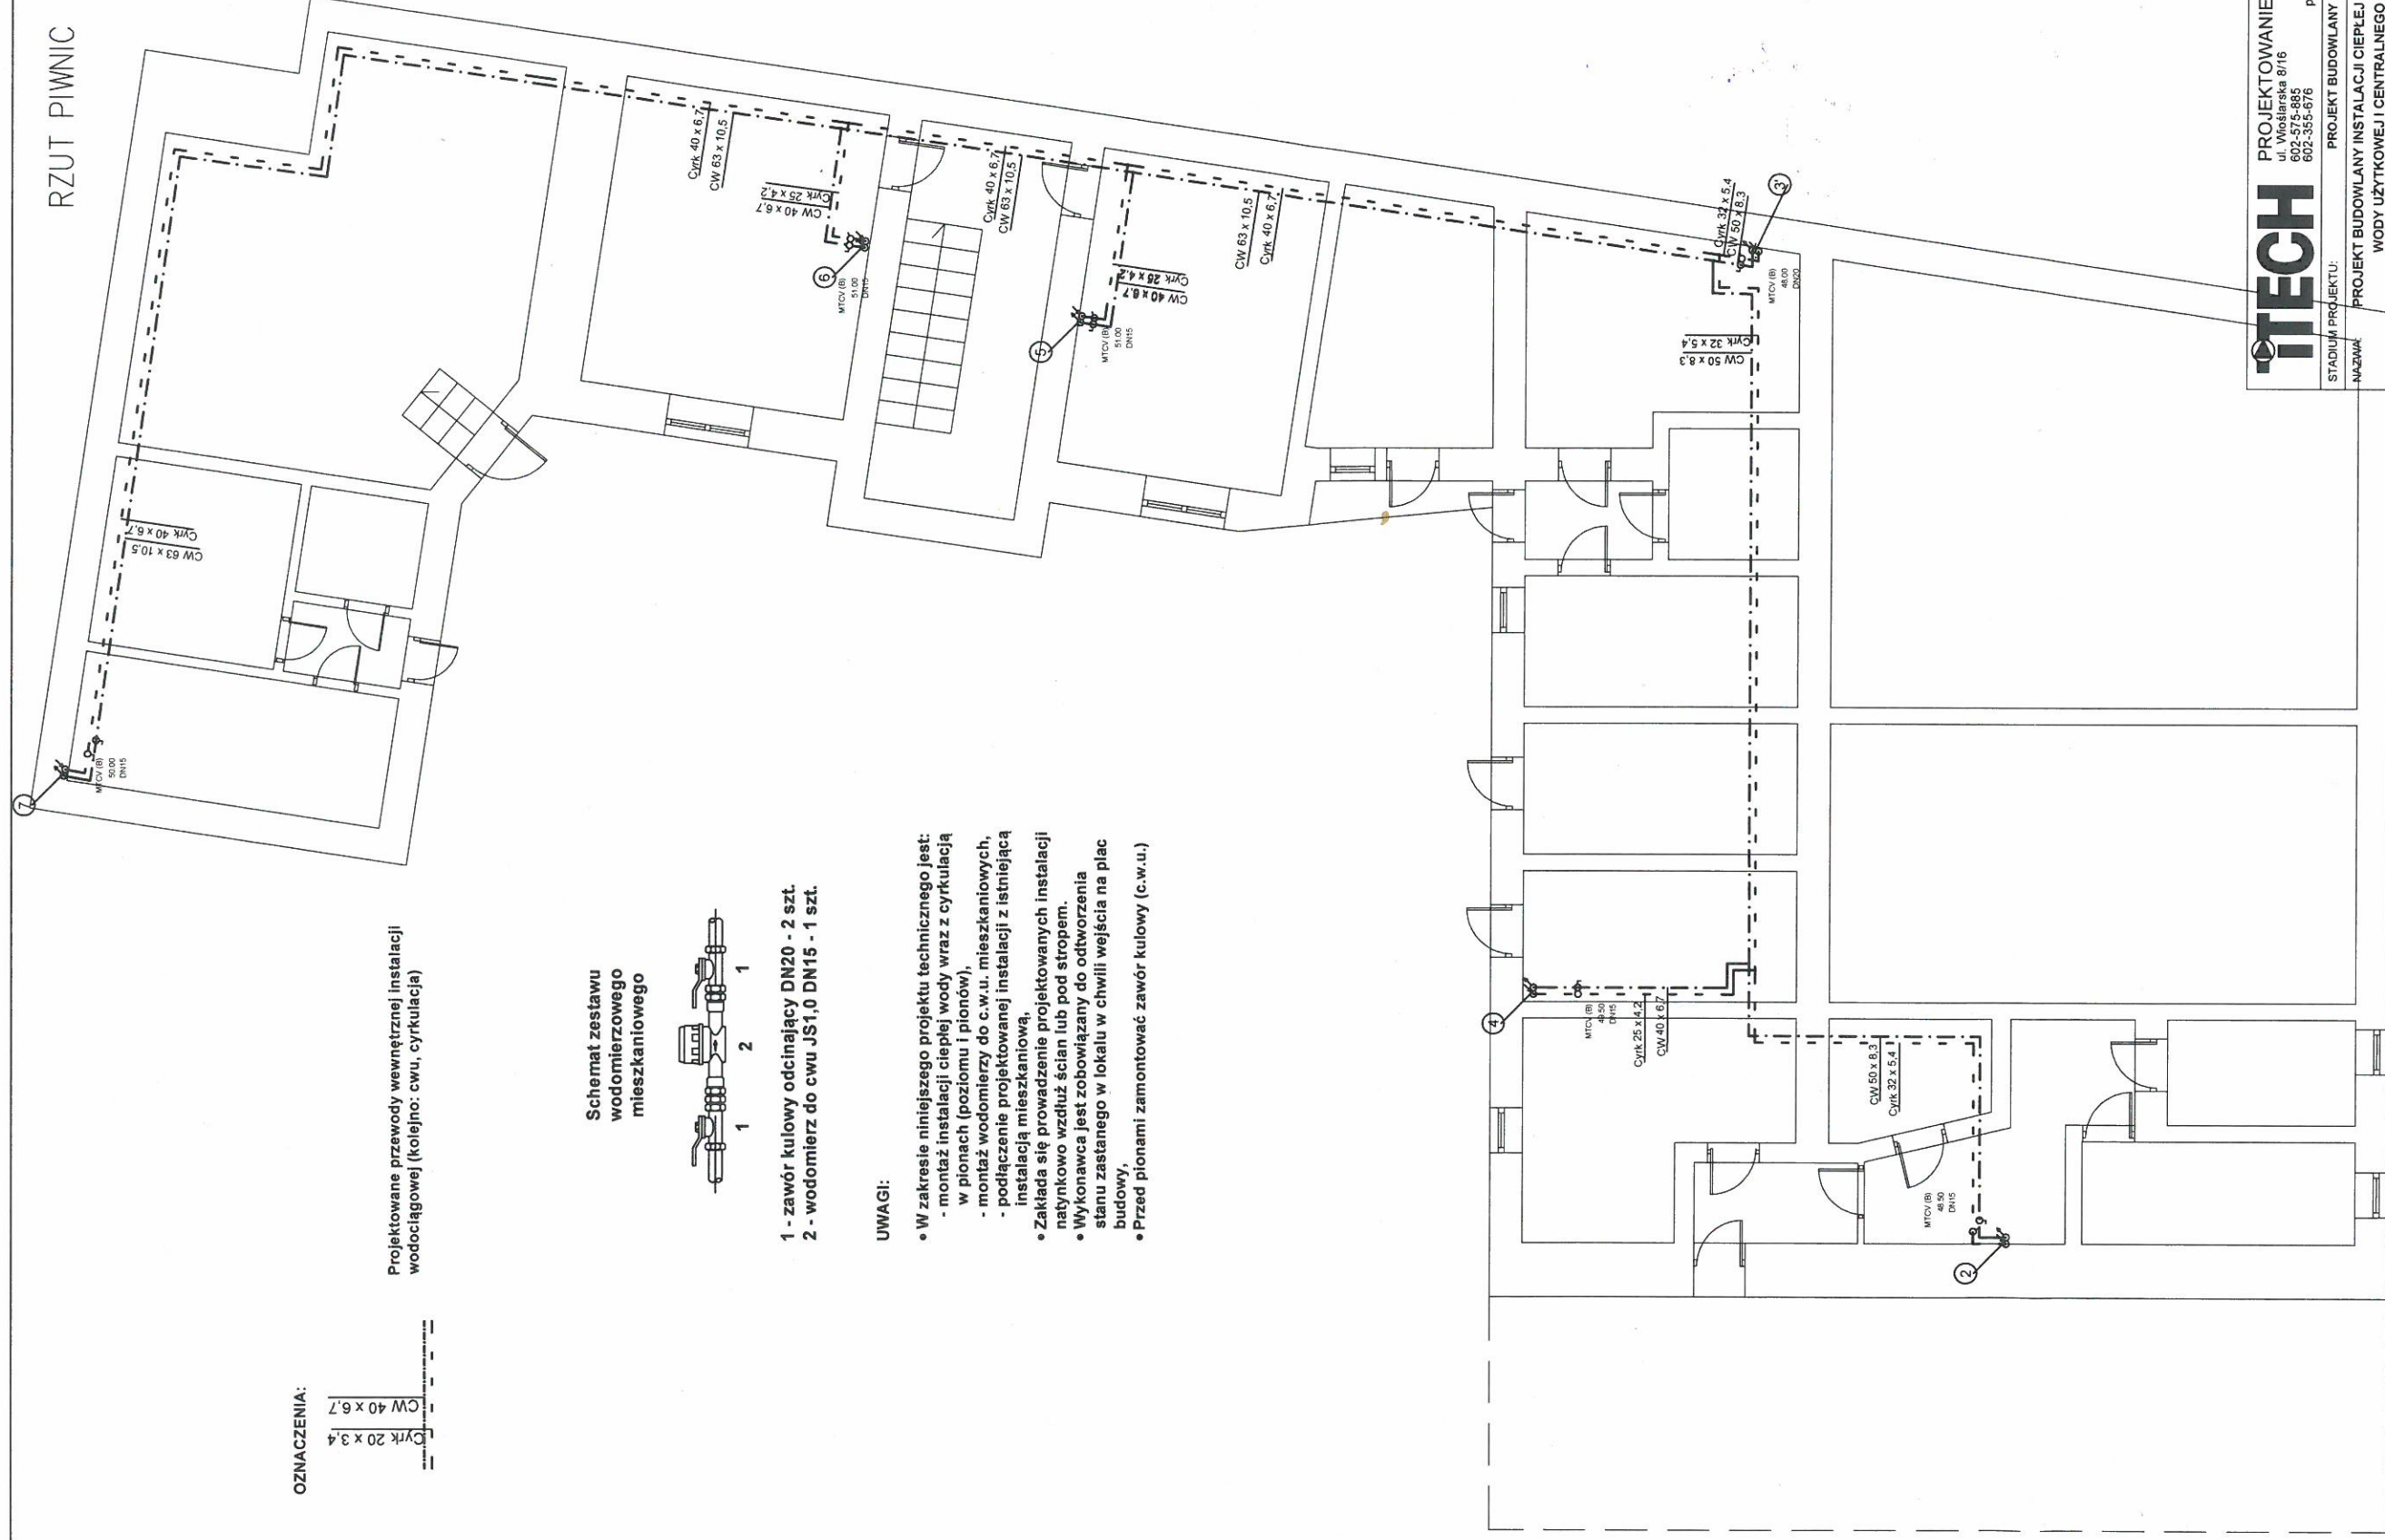 RZUT PIWNIC
7
MTCV (B)
50.00
DN15
CW 63 x 10,5
Cyrk 40 x 6,7
Cyrk 40 x 6,7
CW 63 x 10,5
CW 40 x 6,7
Cyrk 25 x 4,2
6
MTCV (B)
51.00
DN15
Cyrk 40 x 6,7
CW 63 x 10,5
5
MTCV (B)
51.00
DN15
CW 40 x 6,7
Cyrk 25 x 4,2
CW 63 x 10,5
Cyrk 40 x 6,7
Cyrk 32 x 5,4
CW 50 x 8,3
3'
MTCV (B)
48.00
DN20
CW 50 x 8,3
Cyrk 32 x 5,4
4
MTCV (B)
49.50
DN15
Cyrk 25 x 4,2
CW 40 x 6,7
CW 50 x 8,3
Cyrk 32 x 5,4
MTCV (B)
48.50
DN15
2
OZNACZENIA:
Cyrk 20 x 3,4
CW 40 x 6,7
Projektowane przewody wewnętrznej instalacji
wodociągowej (kolejno: cwu, cyrkulacja)
Schemat zestawu
wodomierzowego
mieszkaniowego
1 2 1
1 - zawór kulowy odcinający DN20 - 2 szt.
2 - wodomierz do cwu JS1,0 DN15 - 1 szt.
UWAGI:
• W zakresie niniejszego projektu technicznego jest:
- montaż instalacji ciepłej wody wraz z cyrkulacją
w pionach (poziomu i pionów),
- montaż wodomierzy do c.w.u. mieszkaniowych,
- podłączenie projektowanej instalacji z istniejącą
instalacją mieszkaniową,
• Zakłada się prowadzenie projektowanych instalacji
natynkowo wzdłuż ścian lub pod stropem.
• Wykonawca jest zobowiązany do odtworzenia
stanu zastanego w lokalu w chwili wejścia na plac
budowy,
• Przed pionami zamontować zawór kulowy (c.w.u.)
iTECH
PROJEKTOWANIE
ul. Wioślarska 8/16
602-575-885
602-355-676
p
STADIUM PROJEKTU:
PROJEKT BUDOWLANY
NAZWA:
PROJEKT BUDOWLANY INSTALACJI CIEPŁEJ
WODY UŻYTKOWEJ I CENTRALNEGO